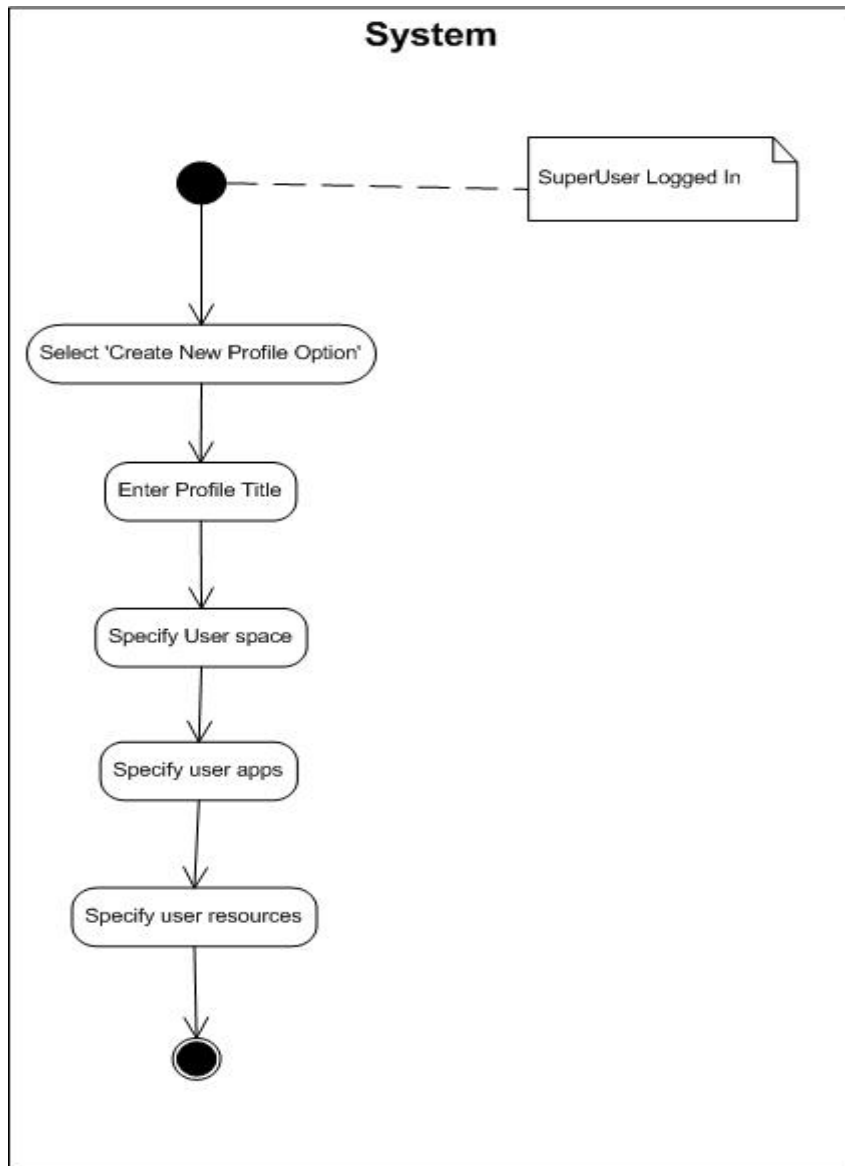 System
SuperUser Logged In
Select 'Create New Profile Option'
Enter Profile Title
Specify User space
Specify user apps
Specify user resources